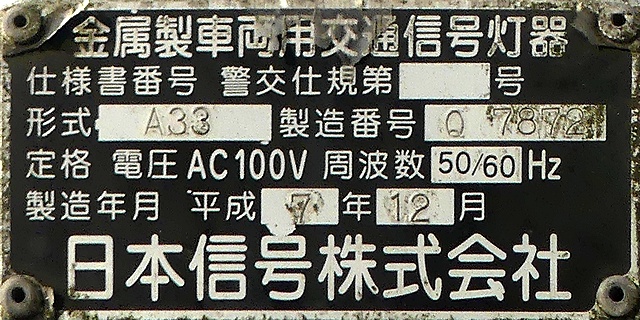 金属製車両用交通信号灯器
仕様書番号 警交仕規第 号
形式 A33 製造番号 Q 7872
定格 電圧 AC100V 周波数 50/60 Hz
製造年月 平成 7 年 12 月
日本信号株式会社